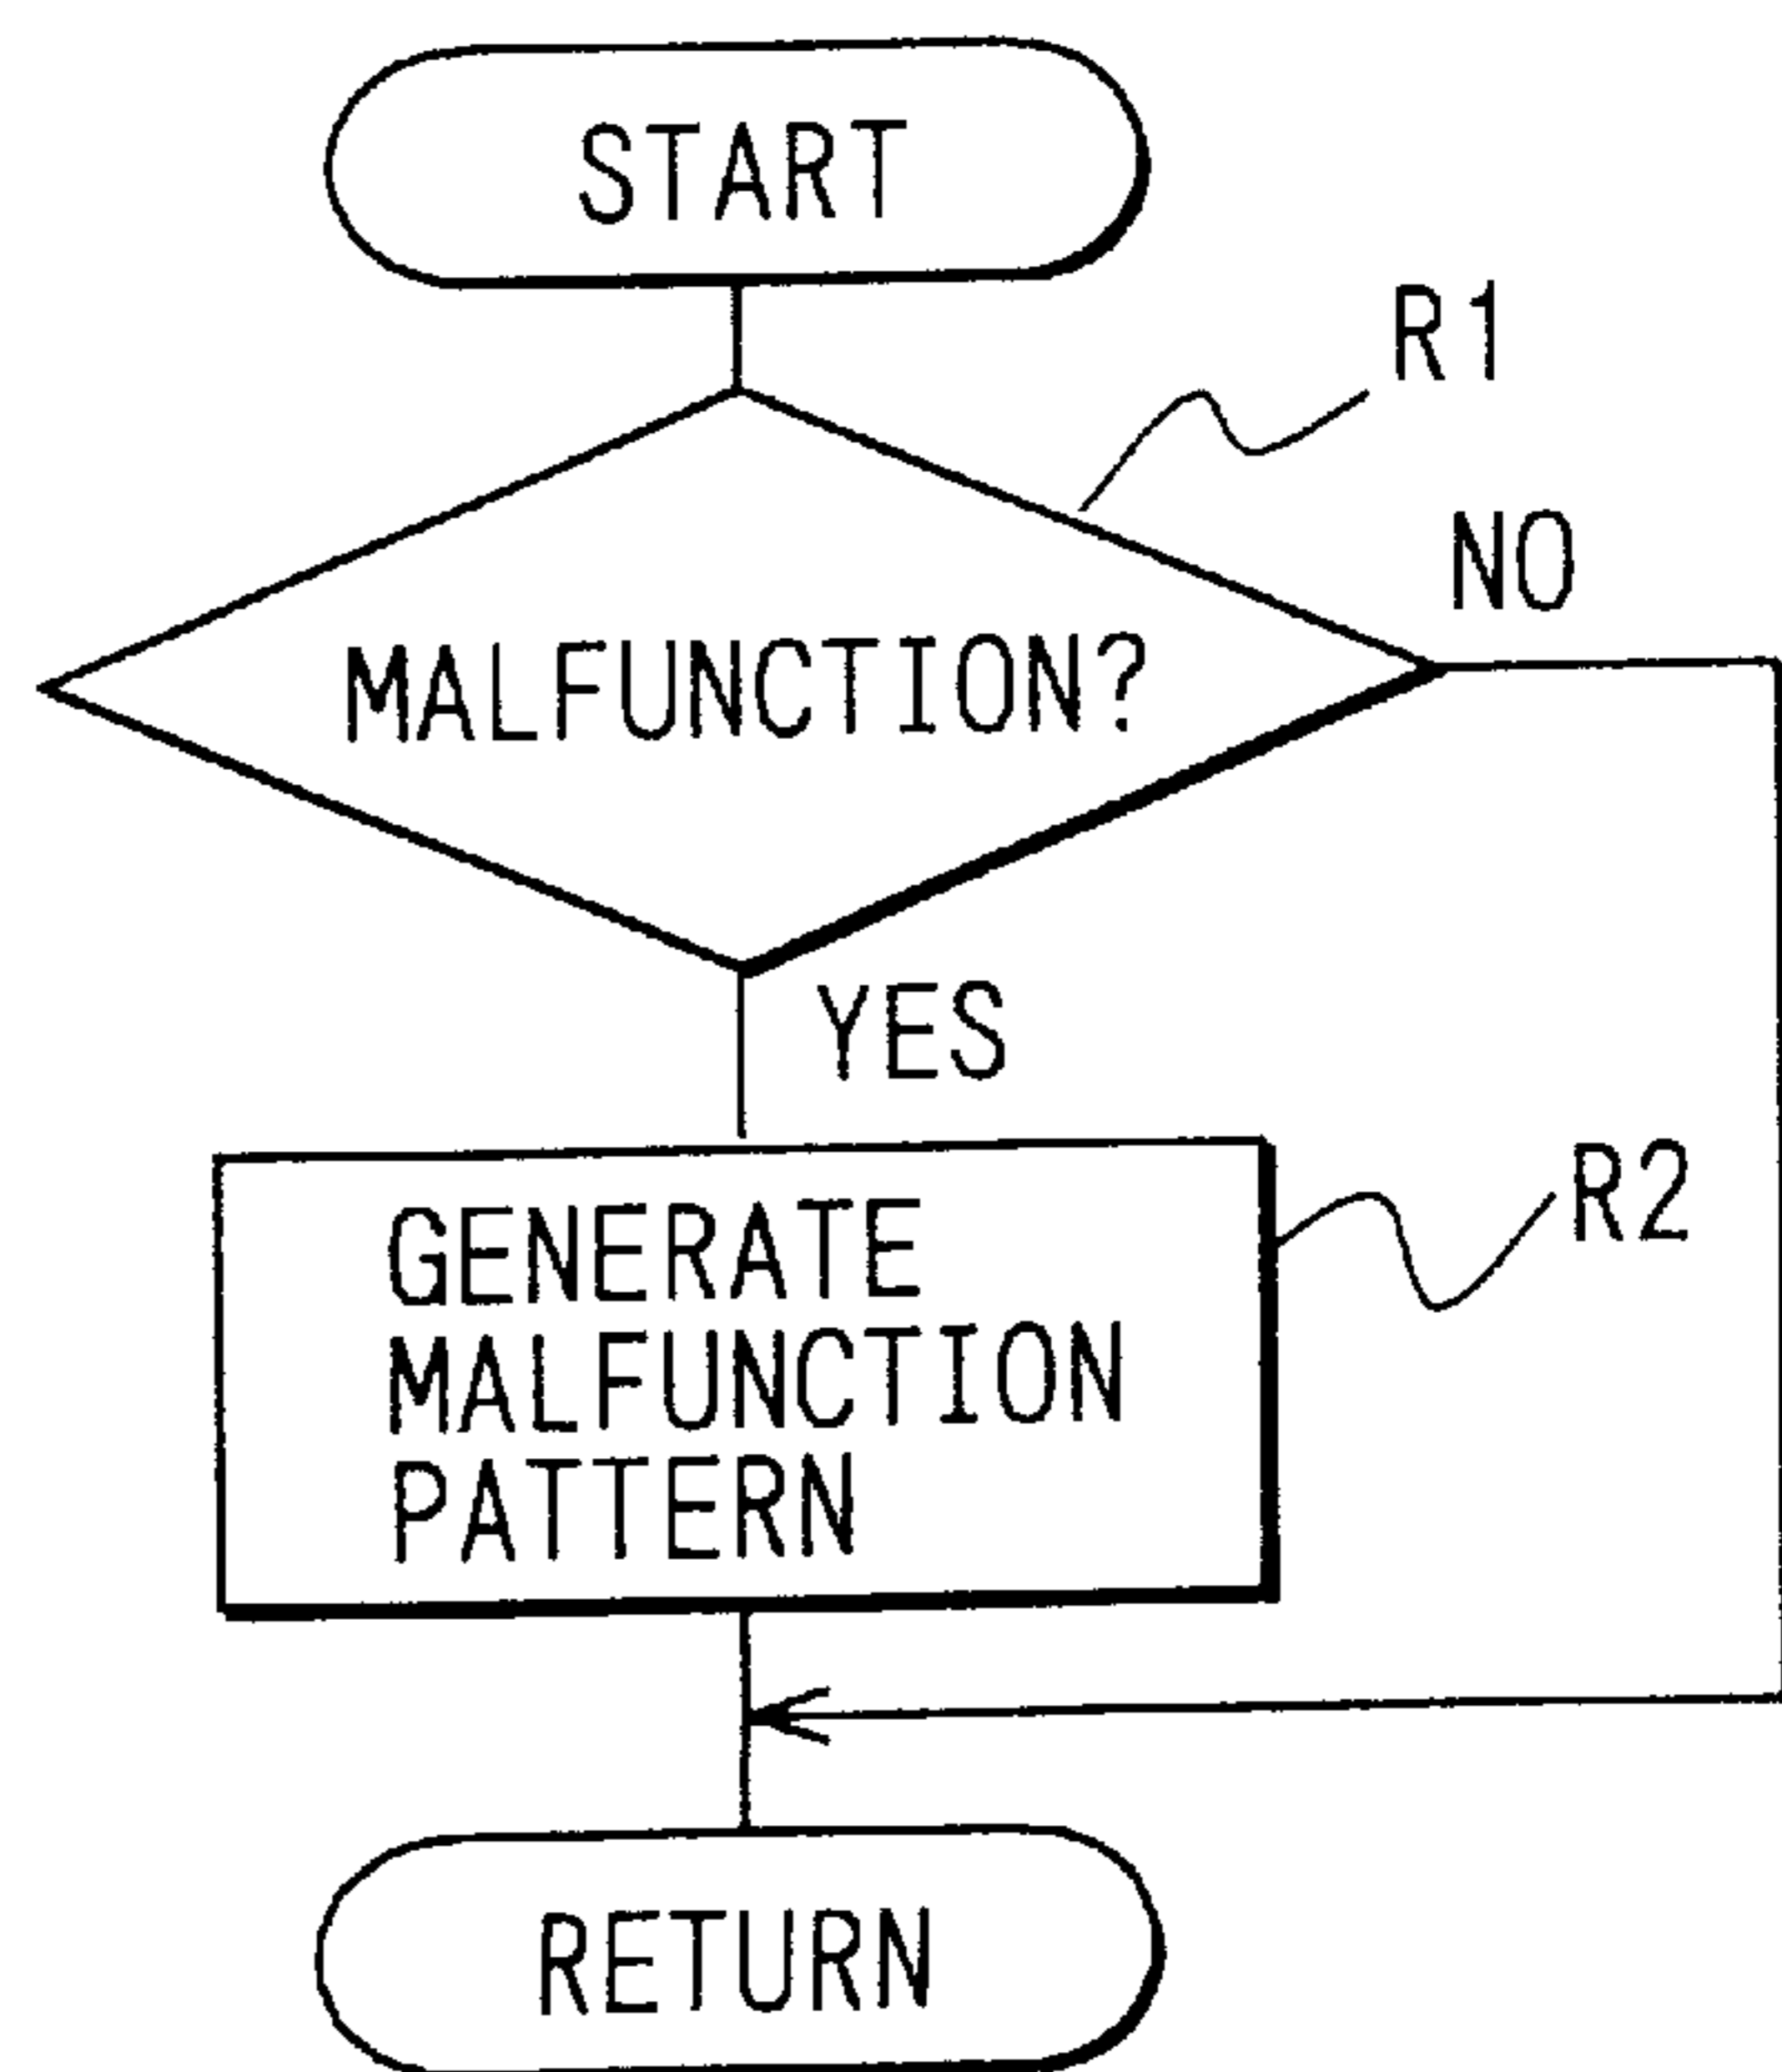 START
R1
NO
MALFUNCTION?
YES
R2
GENERATE
MALFUNCTION
PATTERN
RETURN